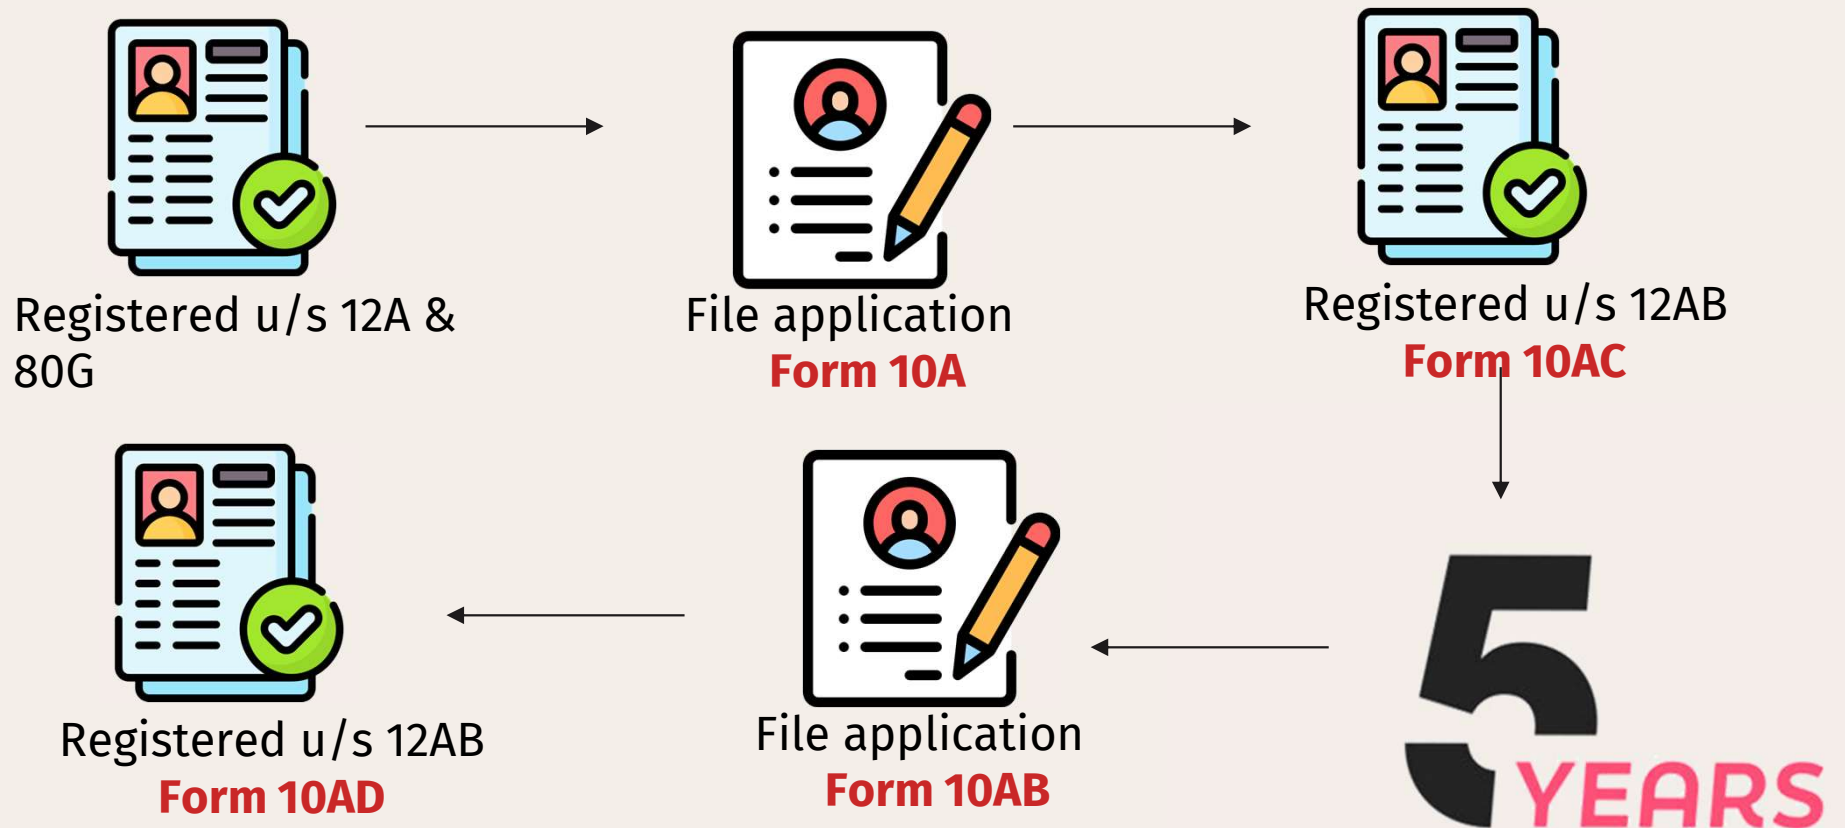 Registered u/s 12A &
80G
File application
Form 10A
Registered u/s 12AB
Form 10AC
5
YEARS
File application
Form 10AB
Registered u/s 12AB
Form 10AD